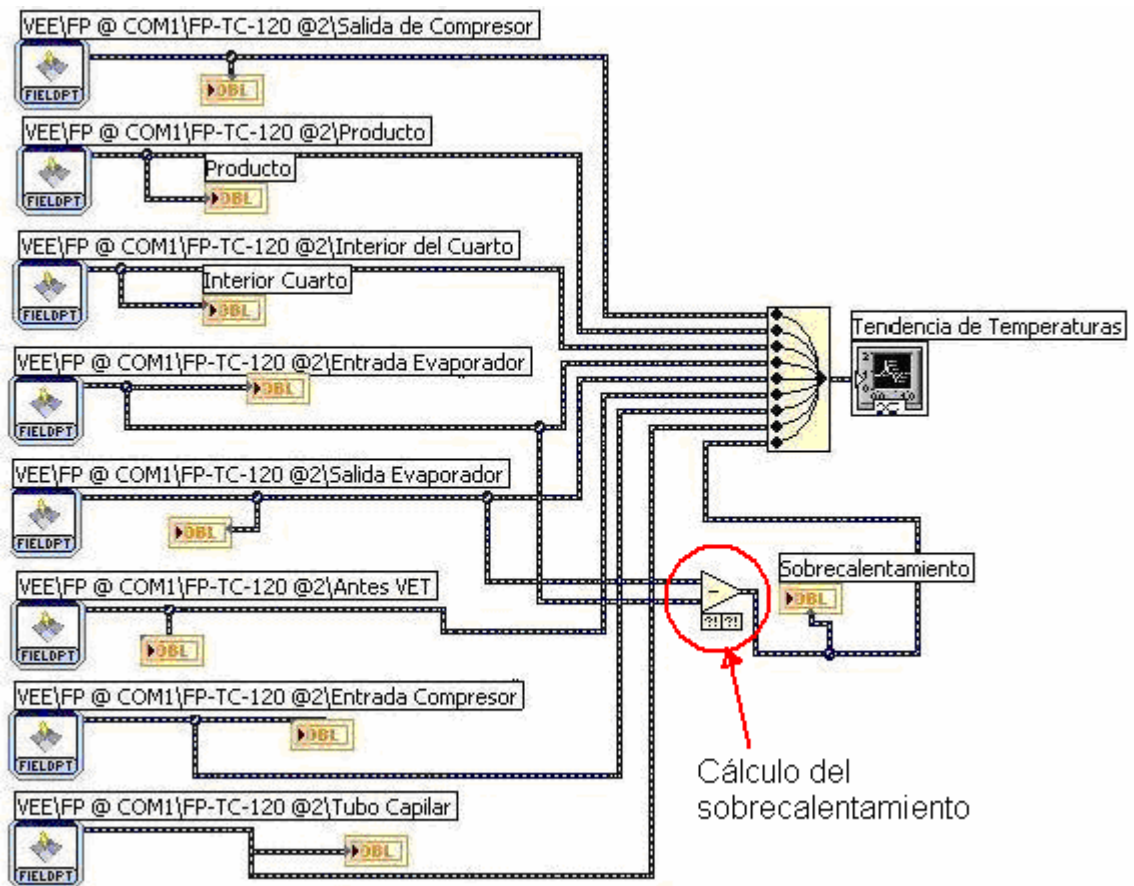 VEE\FP @ COM1\FP-TC-120 @2\Salida de Compresor
FIELDPT
DBL
VEE\FP @ COM1\FP-TC-120 @2\Producto
FIELDPT
Producto
DBL
VEE\FP @ COM1\FP-TC-120 @2\Interior del Cuarto
FIELDPT
Interior Cuarto
DBL
Tendencia de Temperaturas
VEE\FP @ COM1\FP-TC-120 @2\Entrada Evaporador
FIELDPT
DBL
VEE\FP @ COM1\FP-TC-120 @2\Salida Evaporador
FIELDPT
DBL
Sobrecalentamiento
DBL
?! ?!
VEE\FP @ COM1\FP-TC-120 @2\Antes VET
FIELDPT
DBL
VEE\FP @ COM1\FP-TC-120 @2\Entrada Compresor
FIELDPT
DBL
Cálculo del
sobrecalentamiento
VEE\FP @ COM1\FP-TC-120 @2\Tubo Capilar
FIELDPT
DBL